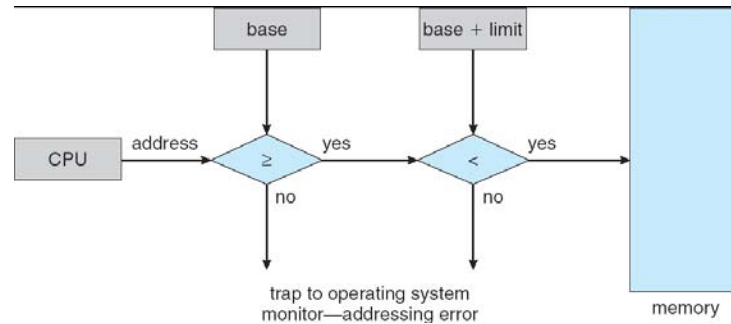 base
base + limit
address
yes
yes
CPU
≥
<
no
no
trap to operating system
monitor—addressing error
memory